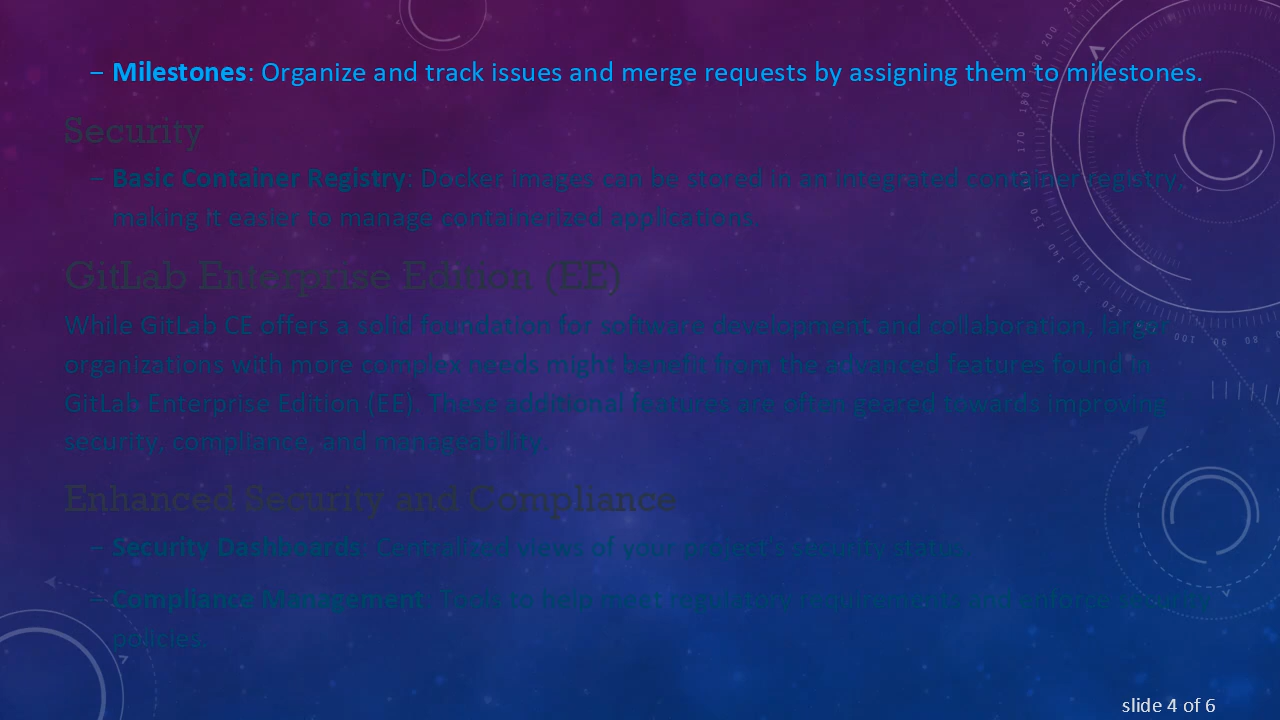 – Milestones: Organize and track issues and merge requests by assigning them to milestones.
Security
– Basic Container Registry: Docker images can be stored in an integrated container registry,
making it easier to manage containerized applications.
GitLab Enterprise Edition (EE)
While GitLab CE offers a solid foundation for software development and collaboration, larger
organizations with more complex needs might benefit from the advanced features found in
GitLab Enterprise Edition (EE). These additional features are often geared towards improving
security, compliance, and manageability.
Enhanced Security and Compliance
– Security Dashboards: Centralized views of your project's security status.
– Compliance Management: Tools to help meet regulatory requirements and enforce security
policies.
slide 4 of 6